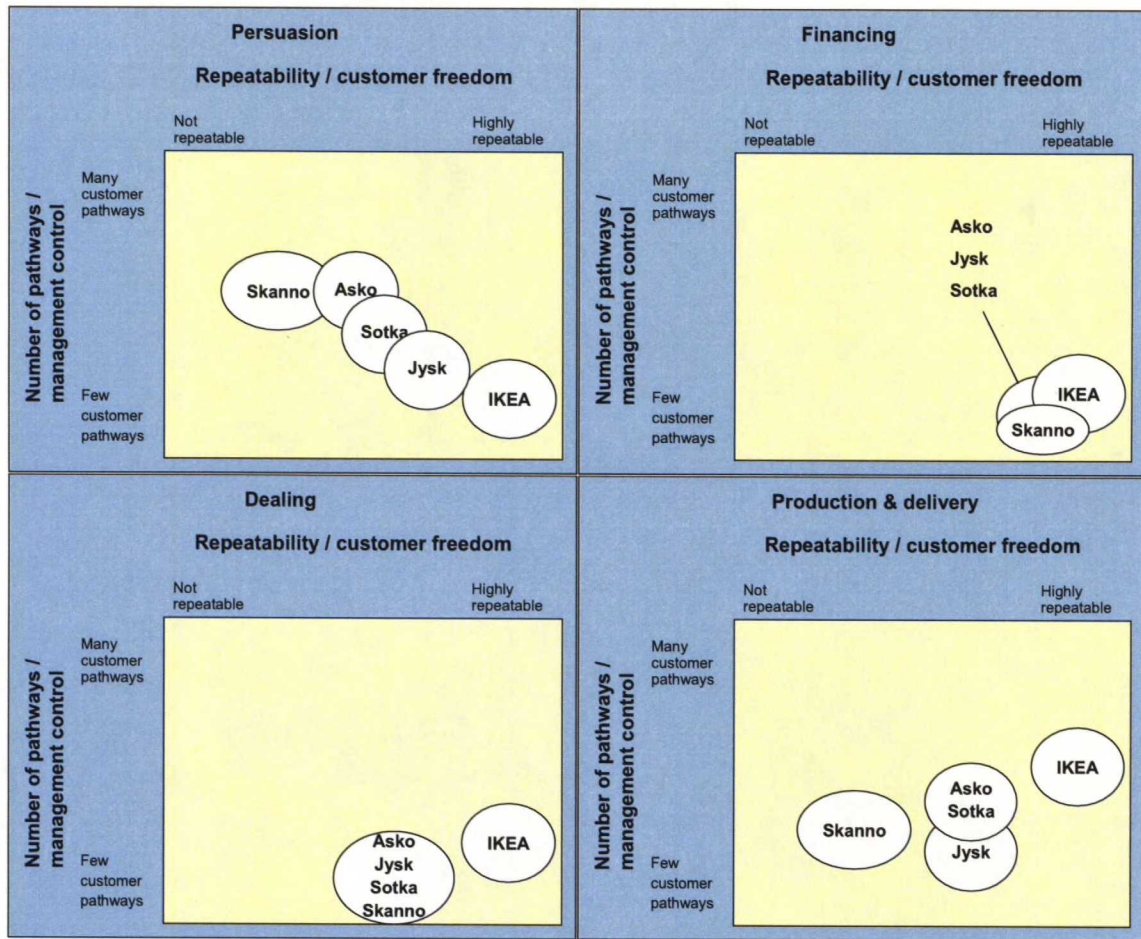 Persuasion
Repeatability / customer freedom
Not
repeatable
Highly
repeatable
Number of pathways /
management control
Many
customer
pathways
Few
customer
pathways
Skanno
Asko
Sotka
Jysk
IKEA
Financing
Repeatability / customer freedom
Not
repeatable
Highly
repeatable
Number of pathways /
management control
Many
customer
pathways
Few
customer
pathways
Asko
Jysk
Sotka
IKEA
Skanno
Dealing
Repeatability / customer freedom
Not
repeatable
Highly
repeatable
Number of pathways /
management control
Many
customer
pathways
Few
customer
pathways
Asko
Jysk
Sotka
Skanno
IKEA
Production & delivery
Repeatability / customer freedom
Not
repeatable
Highly
repeatable
Number of pathways /
management control
Many
customer
pathways
Few
customer
pathways
Skanno
Asko
Sotka
Jysk
IKEA